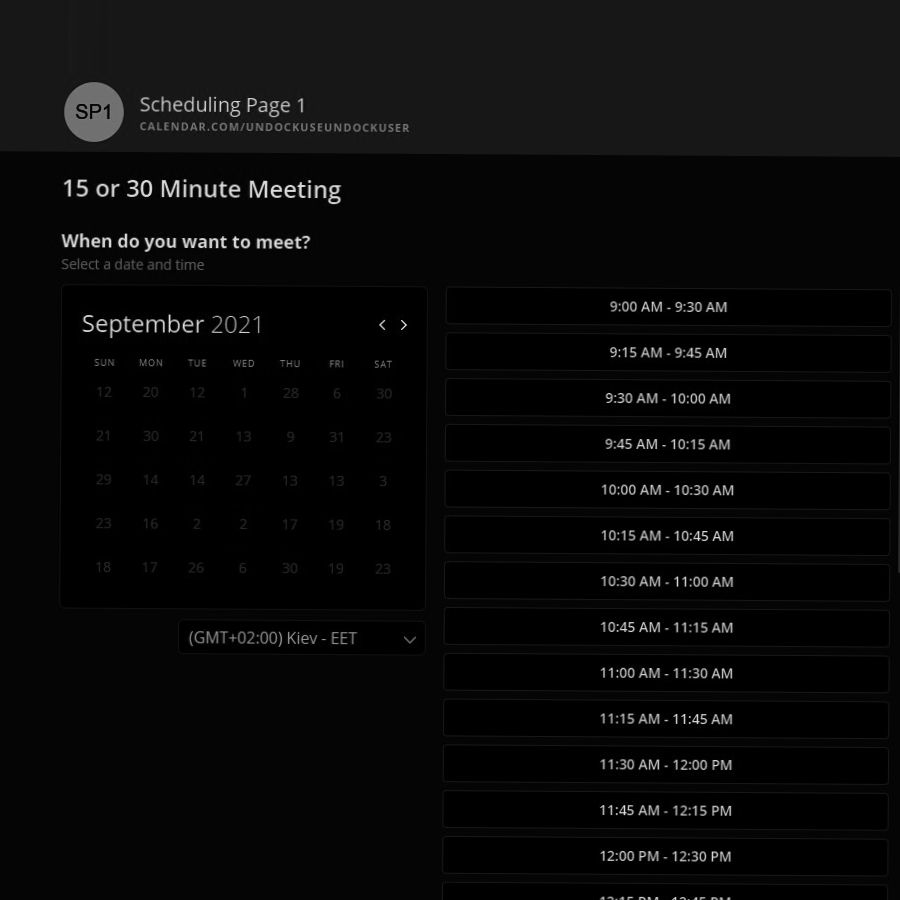 SP1
Scheduling Page 1
CALENDAR.COM/UNDOCKUSEUNDOCKUSER
15 or 30 Minute Meeting
When do you want to meet?
Select a date and time
September 2021
SUN MON TUE WED THU FRI SAT
12 20 12 1 28 6 30
21 30 21 13 9 31 23
29 14 14 27 13 13 3
23 16 2 2 17 19 18
18 17 26 6 30 19 23
(GMT+02:00) Kiev - EET
9:00 AM - 9:30 AM
9:15 AM - 9:45 AM
9:30 AM - 10:00 AM
9:45 AM - 10:15 AM
10:00 AM - 10:30 AM
10:15 AM - 10:45 AM
10:30 AM - 11:00 AM
10:45 AM - 11:15 AM
11:00 AM - 11:30 AM
11:15 AM - 11:45 AM
11:30 AM - 12:00 PM
11:45 AM - 12:15 PM
12:00 PM - 12:30 PM
12:15 PM - 12:45 PM